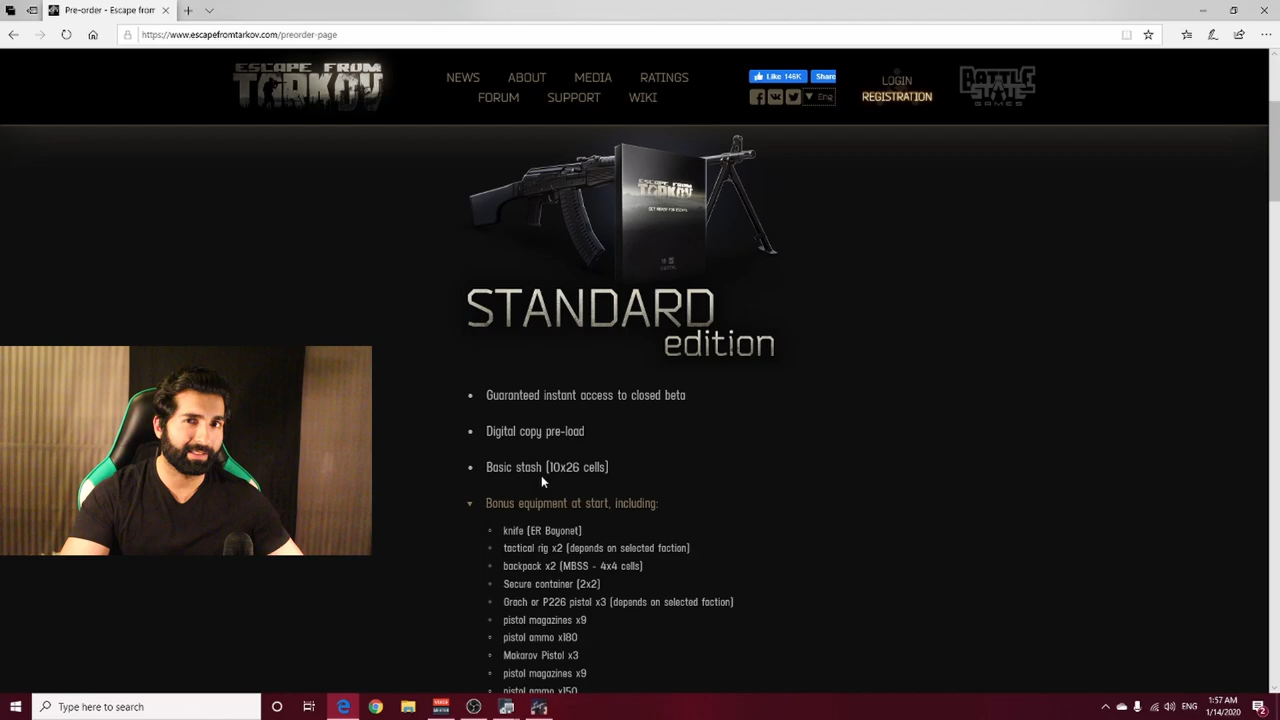 Pre-order - Escape from
https://www.escapefromtarkov.com/preorder-page
ESCAPE FROM
TARKOV
NEWS ABOUT MEDIA RATINGS
FORUM SUPPORT WIKI
Like 146K Share
Eng
LOGIN
REGISTRATION
BATTLE
STATE
GAMES
ESCAPE FROM
TARKOV
STANDARD
edition
• Guaranteed instant access to closed beta
• Digital copy pre-load
• Basic stash [10x26 cells]
Bonus equipment at start, including:
knife [ER Bayonet]
tactical rig x2 [depends on selected faction]
backpack x2 [MBSS - 4x4 cells]
Secure container [2x2]
Grach or P226 pistol x3 [depends on selected faction]
pistol magazines x9
pistol ammo x180
Makarov Pistol x3
pistol magazines x9
pistol ammo x150
Type here to search
ENG
1:57 AM
1/14/2020
2